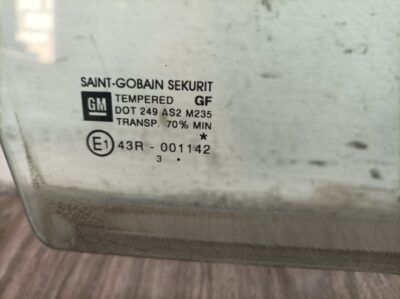 SAINT-GOBAIN SEKURIT
GM TEMPERED GF
DOT 249 AS2 M235
TRANSP. 70% MIN
*
E1 43R - 001142
3 •